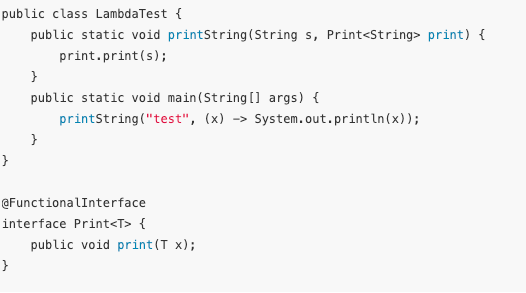 public class LambdaTest {
    public static void printString(String s, Print<String> print) {
        print.print(s);
    }
    public static void main(String[] args) {
        printString("test", (x) -> System.out.println(x));
    }
}

@FunctionalInterface
interface Print<T> {
    public void print(T x);
}